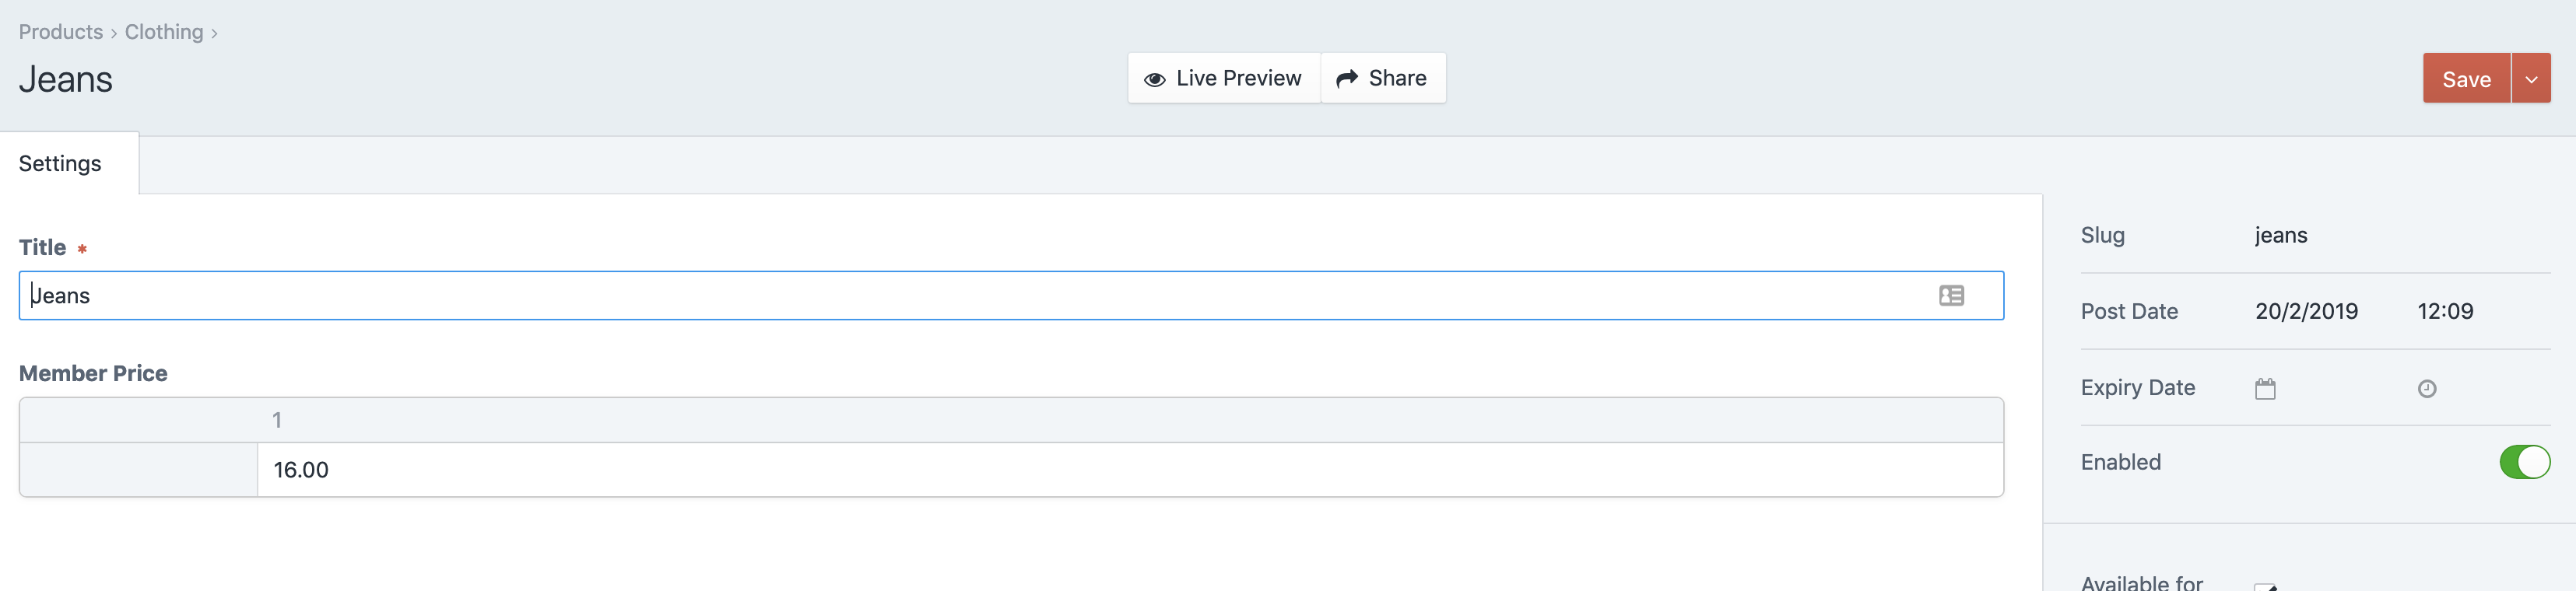 Products › Clothing ›
Jeans
Live Preview
Share
Save
Settings
Title *
Jeans
Member Price
1
16.00
Slug jeans
Post Date 20/2/2019 12:09
Expiry Date
Enabled
Available for